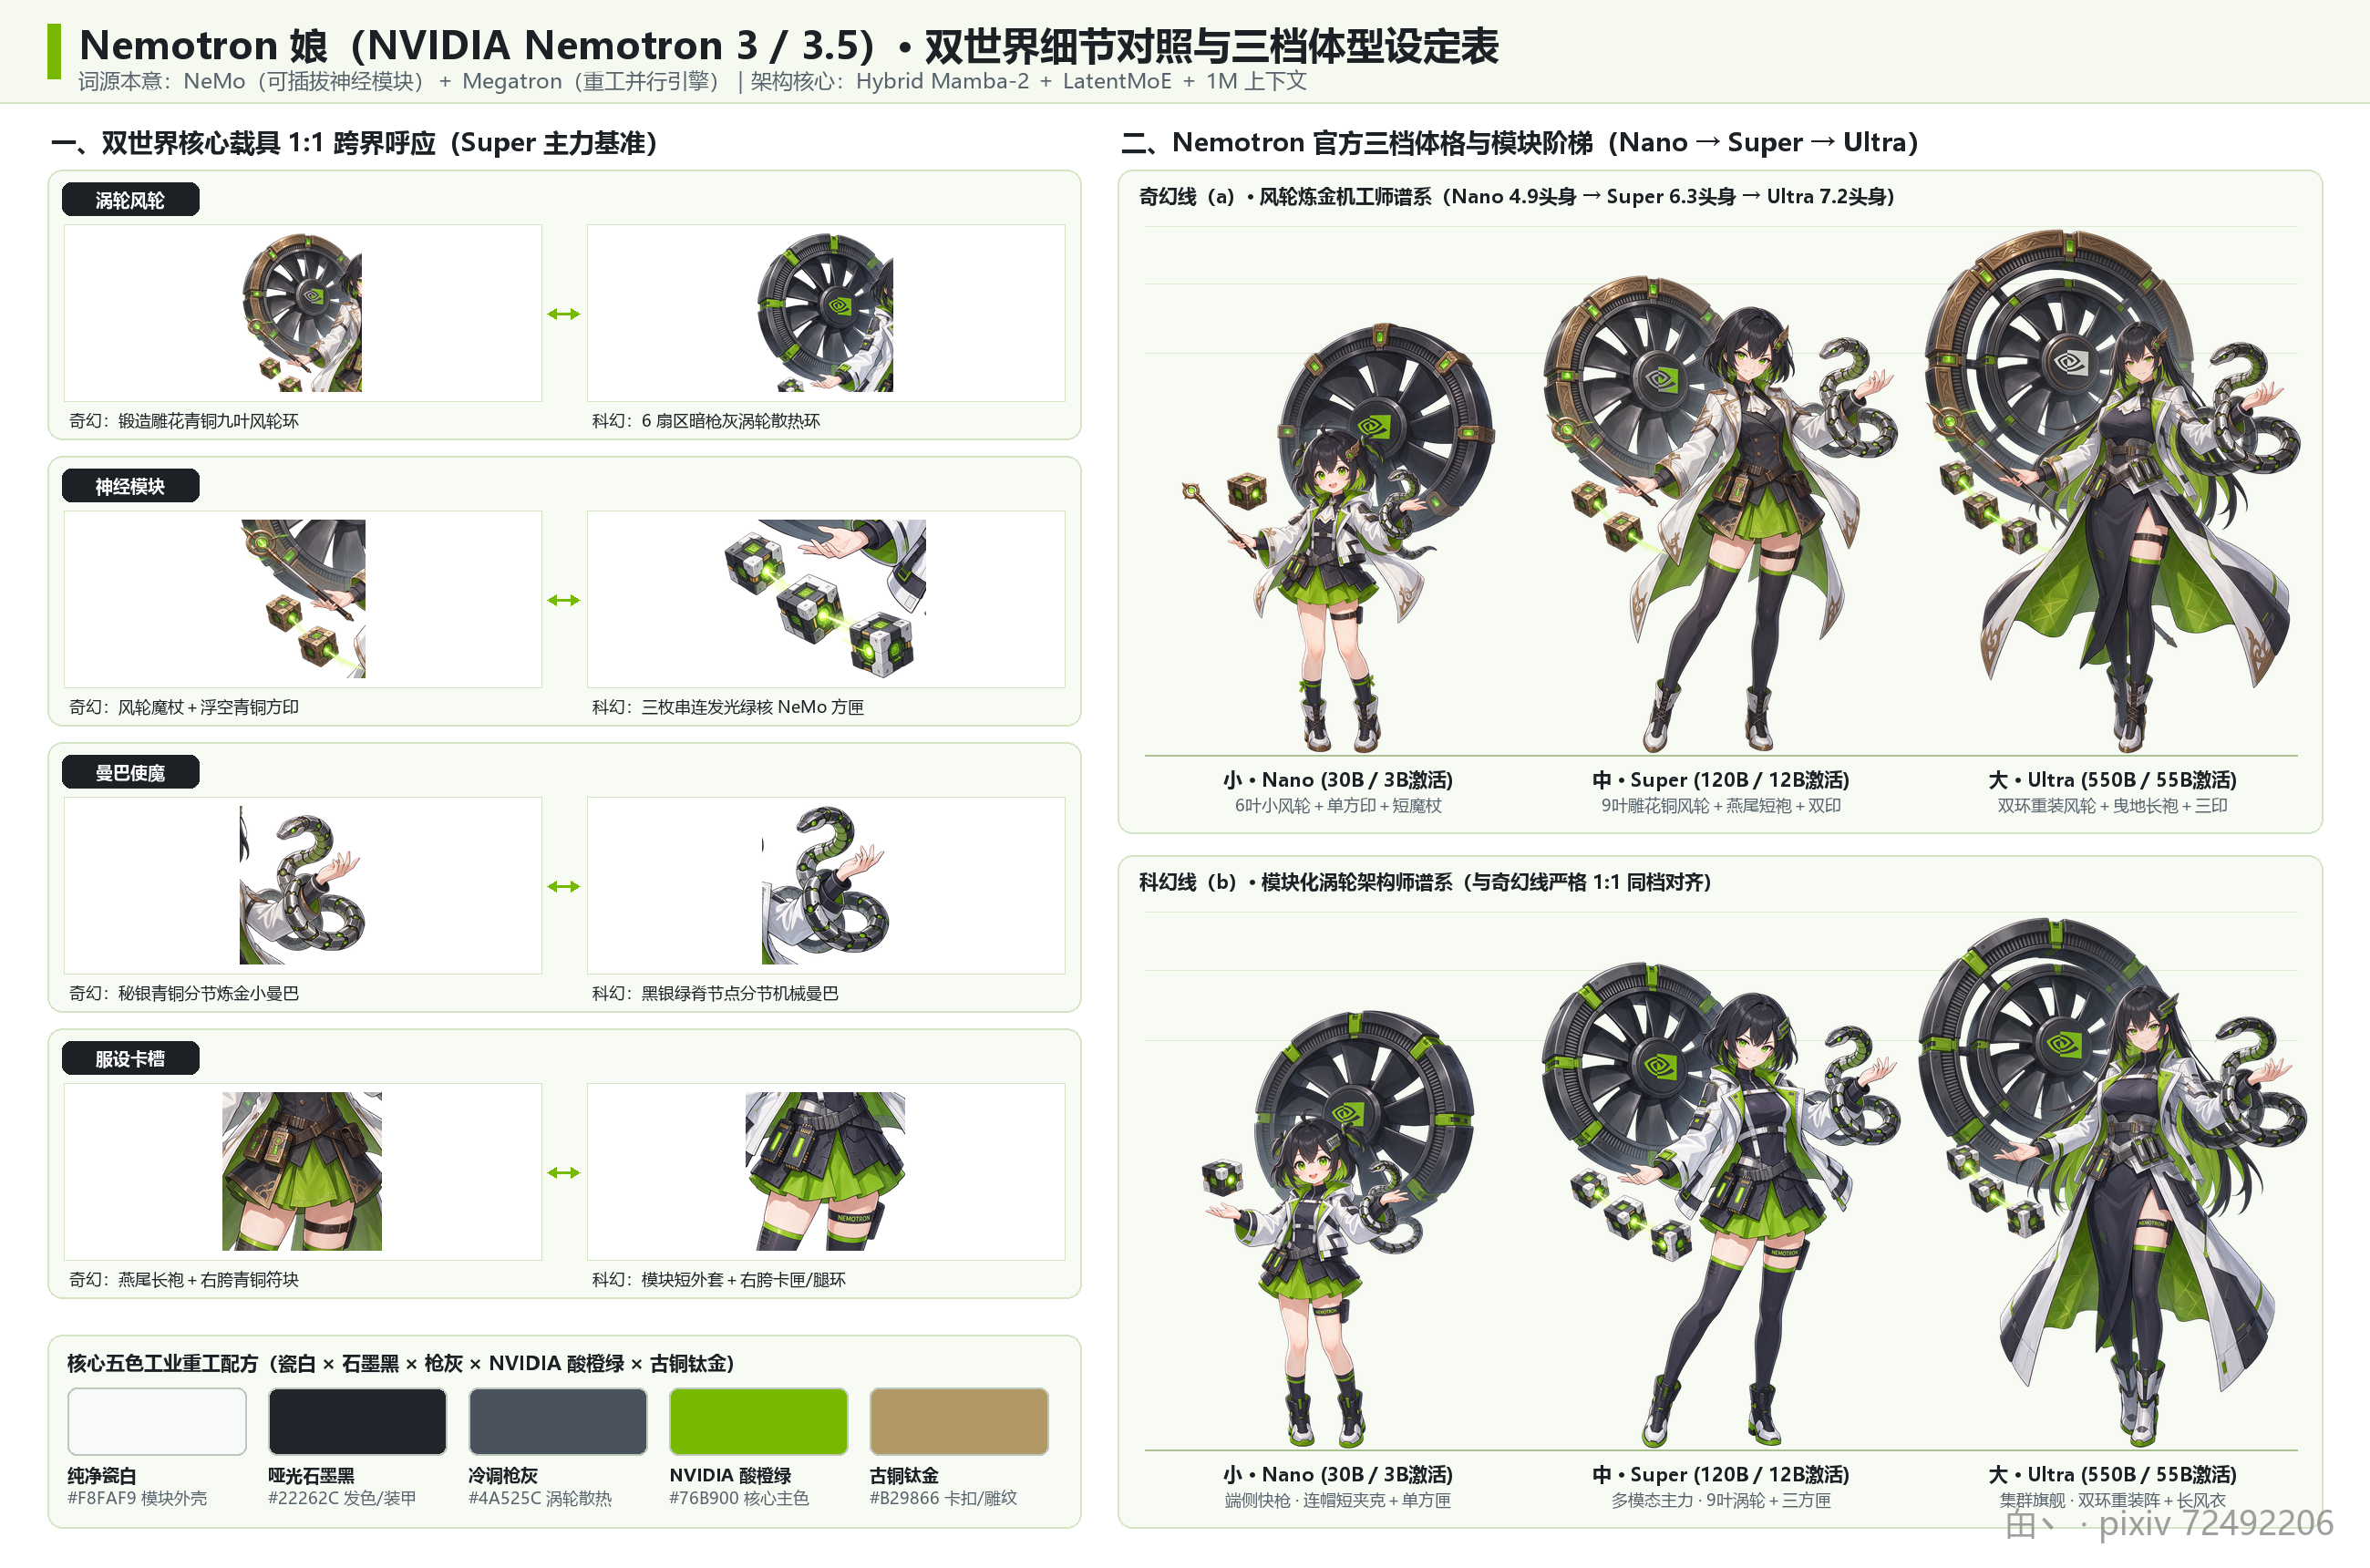 Nemotron 娘（NVIDIA Nemotron 3 / 3.5）• 双世界细节对照与三档体型设定表
词源本意：NeMo（可插拔神经模块）+ Megatron（重工并行引擎） | 架构核心：Hybrid Mamba-2 + LatentMoE + 1M 上下文
一、双世界核心载具 1:1 跨界呼应（Super 主力基准）
涡轮风轮
奇幻：锻造雕花青铜九叶风轮环
科幻：6 扇区暗枪灰涡轮散热环
神经模块
奇幻：风轮魔杖 + 浮空青铜方印
科幻：三枚串连发光绿核 NeMo 方匣
曼巴使魔
奇幻：秘银青铜分节炼金小曼巴
科幻：黑银绿脊节点分节机械曼巴
服设卡槽
NEMOTRON
奇幻：燕尾长袍 + 右胯青铜符块
科幻：模块短外套 + 右胯卡匣/腿环
核心五色工业重工配方（瓷白 × 石墨黑 × 枪灰 × NVIDIA 酸橙绿 × 古铜钛金）
纯净瓷白
#F8FAF9 模块外壳
哑光石墨黑
#22262C 发色/装甲
冷调枪灰
#4A525C 涡轮散热
NVIDIA 酸橙绿
#76B900 核心主色
古铜钛金
#B29866 卡扣/雕纹
二、Nemotron 官方三档体格与模块阶梯（Nano → Super → Ultra）
奇幻线（a）• 风轮炼金机工师谱系（Nano 4.9头身 → Super 6.3头身 → Ultra 7.2头身）
小 • Nano (30B / 3B激活)
6叶小风轮 + 单方印 + 短魔杖
中 • Super (120B / 12B激活)
9叶雕花铜风轮 + 燕尾短袍 + 双印
大 • Ultra (550B / 55B激活)
双环重装风轮 + 曳地长袍 + 三印
科幻线（b）• 模块化涡轮架构师谱系（与奇幻线严格 1:1 同档对齐）
NEMOTRON
NEMOTRON
NEMOTRON
小 • Nano (30B / 3B激活)
端侧快枪 · 连帽短夹克 + 单方匣
中 • Super (120B / 12B激活)
多模态主力 · 9叶涡轮 + 三方匣
大 • Ultra (550B / 55B激活)
集群旗舰 · 双环重装阵 + 长风衣
甶丶 · pixiv 72492206